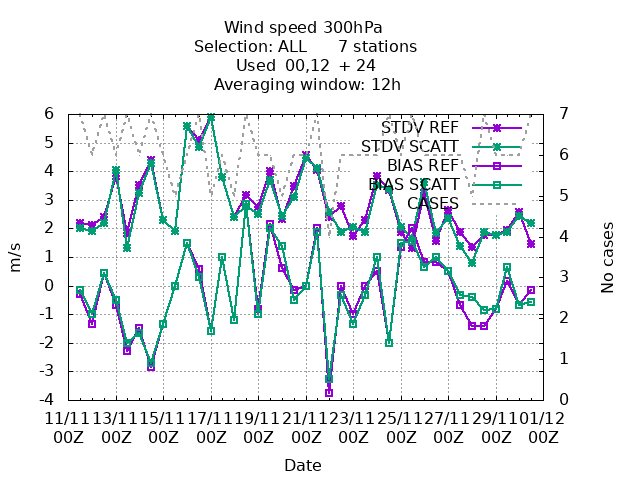 Wind speed 300hPa
Selection: ALL 7 stations
Used 00,12 + 24
Averaging window: 12h
6
5
4
3
2
1
0
-1
-2
-3
-4
7
6
5
4
3
2
1
0
STDV REF
STDV SCATT
BIAS REF
BIAS SCATT
CASES
m/s
No cases
11/11 13/11 15/11 17/11 19/11 21/11 23/11 25/11 27/11 29/11 01/12
00Z 00Z 00Z 00Z 00Z 00Z 00Z 00Z 00Z 00Z 00Z
Date